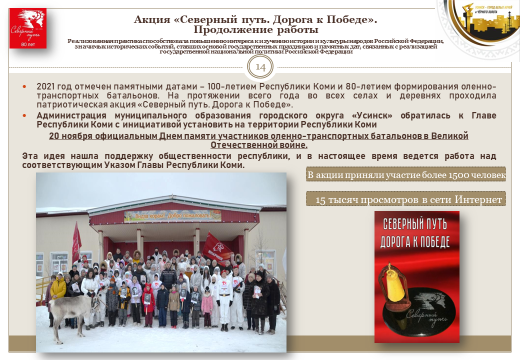 Акция «Северный путь. Дорога к Победе».
Продолжение работы
Реализованная практика способствовала повышению интереса к изучению истории и культуры народов Российской Федерации,
значимых исторических событий, ставших основой государственных праздников и памятных дат, связанных с реализацией
государственной национальной политики Российской Федерации
14
• 2021 год отмечен памятными датами – 100-летием Республики Коми и 80-летием формирования оленно-
транспортных батальонов. На протяжении всего года во всех селах и деревнях проходила
патриотическая акция «Северный путь. Дорога к Победе».
• Администрация муниципального образования городского округа «Усинск» обратилась к Главе
Республики Коми с инициативой установить на территории Республики Коми
20 ноября официальным Днем памяти участников оленно-транспортных батальонов в Великой
Отечественной войне.
Эта идея нашла поддержку общественности республики, и в настоящее время ведется работа над
соответствующим Указом Главы Республики Коми.
В акции приняли участие более 1500 человек
15 тысяч просмотров в сети Интернет
СЕВЕРНЫЙ ПУТЬ
ДОРОГА К ПОБЕДЕ
Северный путь